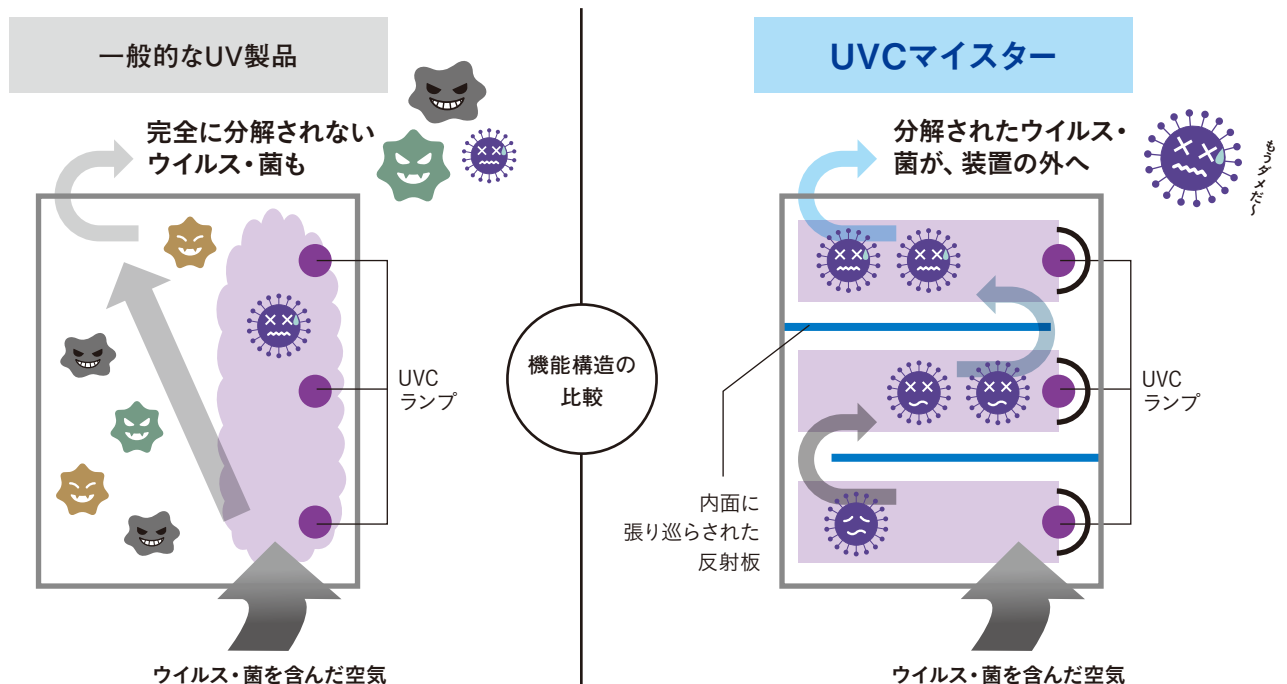 一般的なUV製品
完全に分解されない
ウイルス・菌も
UVC
ランプ
ウイルス・菌を含んだ空気
機能構造の
比較
UVCマイスター
分解されたウイルス・
菌が、装置の外へ
もうダメだ〜
UVC
ランプ
内面に
張り巡らされた
反射板
ウイルス・菌を含んだ空気